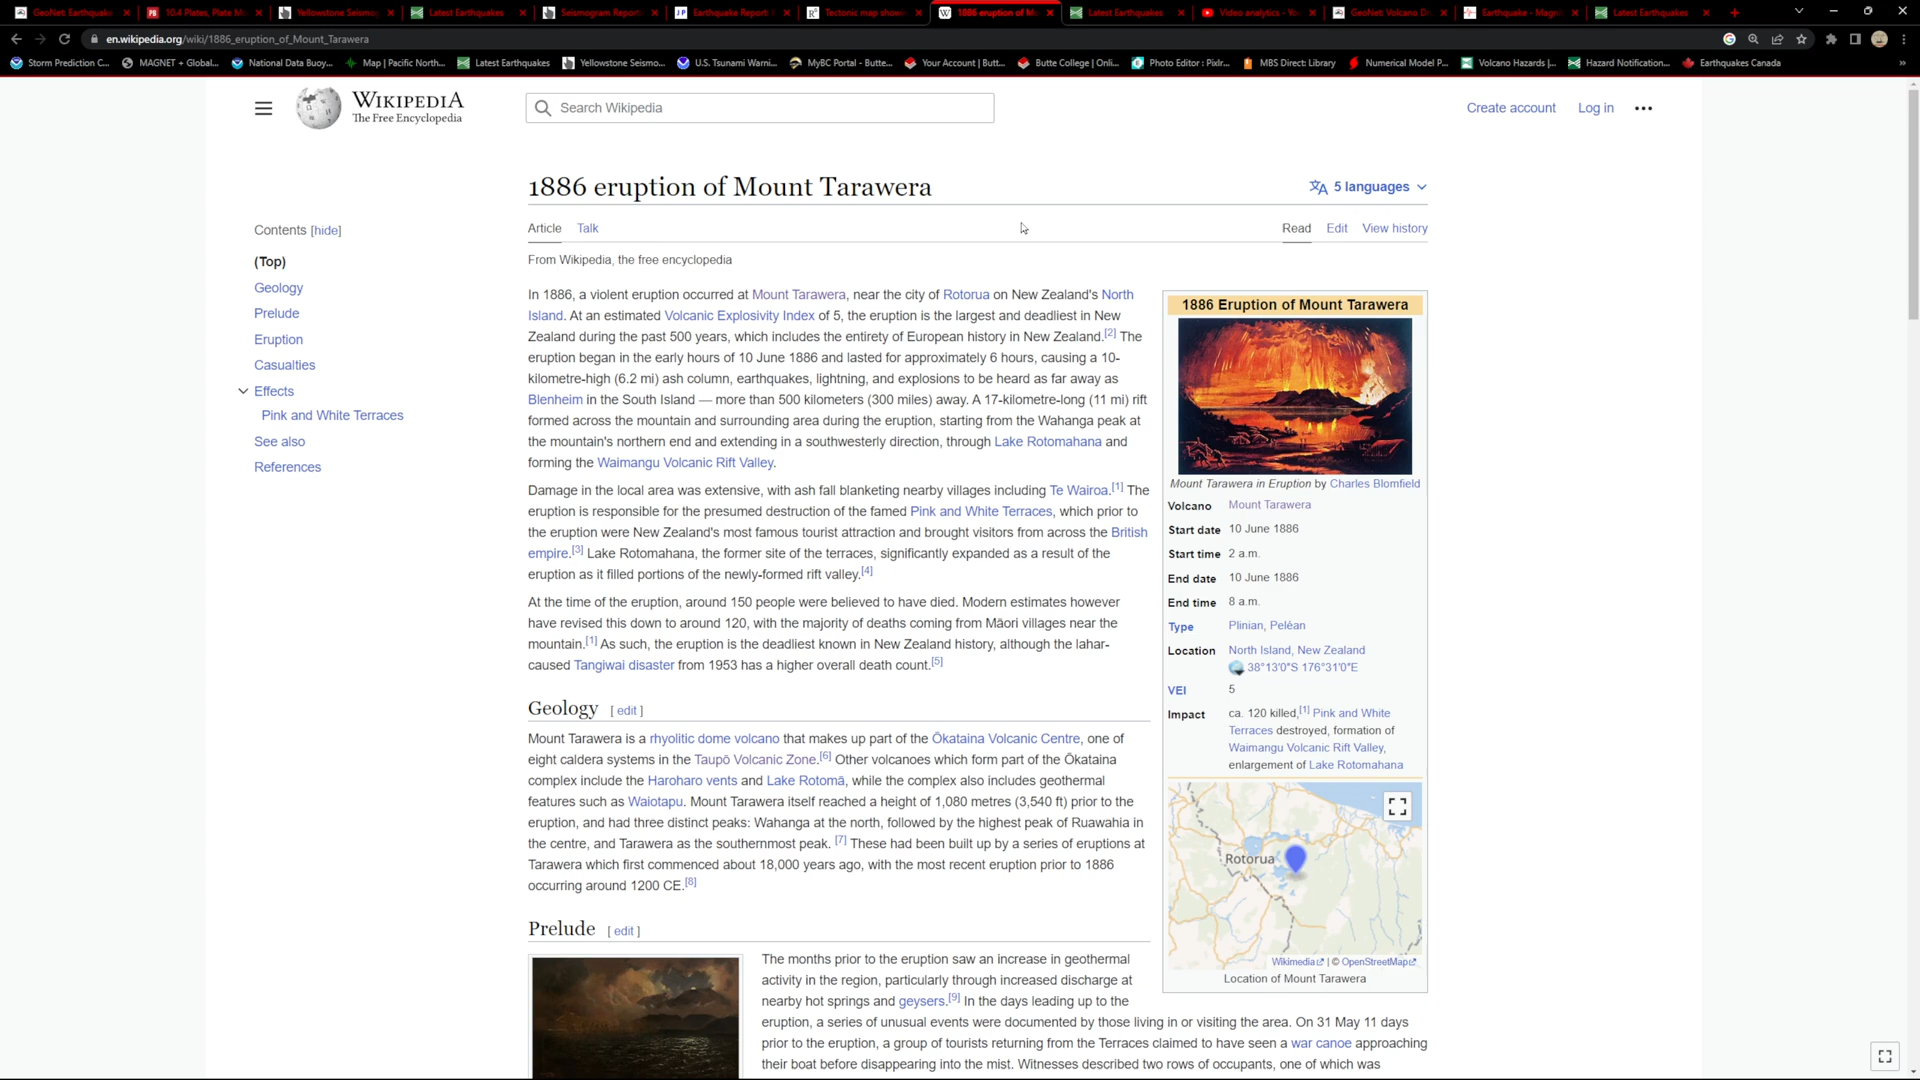 GeoNet: Earthquake
10.4 Plates, Plate M
Yellowstone Seismo
Latest Earthquakes
Seismogram Report
Earthquake Report:
Tectonic map show
1886 eruption of M
Latest Earthquakes
Video analytics - Yo
GeoNet: Volcano D
Earthquake - Magn
Latest Earthquakes
en.wikipedia.org/wiki/1886_eruption_of_Mount_Tarawera
Storm Prediction C...
MAGNET + Global...
National Data Buoy...
Map | Pacific North...
Latest Earthquakes
Yellowstone Seismo...
U.S. Tsunami Warni...
MyBC Portal - Butte...
Your Account | Butt...
Butte College | Onli...
Photo Editor : Pixlr...
MBS Direct Library
Numerical Model P...
Volcano Hazards |...
Hazard Notification...
Earthquakes Canada
WIKIPEDIA
The Free Encyclopedia
Search Wikipedia
Create account
Log in
1886 eruption of Mount Tarawera
5 languages
Contents [hide]
(Top)
Geology
Prelude
Eruption
Casualties
Effects
Pink and White Terraces
See also
References
Article
Talk
Read
Edit
View history
From Wikipedia, the free encyclopedia
In 1886, a violent eruption occurred at Mount Tarawera, near the city of Rotorua on New Zealand's North
Island. At an estimated Volcanic Explosivity Index of 5, the eruption is the largest and deadliest in New
Zealand during the past 500 years, which includes the entirety of European history in New Zealand.[2] The
eruption began in the early hours of 10 June 1886 and lasted for approximately 6 hours, causing a 10-
kilometre-high (6.2 mi) ash column, earthquakes, lightning, and explosions to be heard as far away as
Blenheim in the South Island — more than 500 kilometers (300 miles) away. A 17-kilometre-long (11 mi) rift
formed across the mountain and surrounding area during the eruption, starting from the Wahanga peak at
the mountain's northern end and extending in a southwesterly direction, through Lake Rotomahana and
forming the Waimangu Volcanic Rift Valley.
Damage in the local area was extensive, with ash fall blanketing nearby villages including Te Wairoa.[1] The
eruption is responsible for the presumed destruction of the famed Pink and White Terraces, which prior to
the eruption were New Zealand's most famous tourist attraction and brought visitors from across the British
empire.[3] Lake Rotomahana, the former site of the terraces, significantly expanded as a result of the
eruption as it filled portions of the newly-formed rift valley.[4]
At the time of the eruption, around 150 people were believed to have died. Modern estimates however
have revised this down to around 120, with the majority of deaths coming from Māori villages near the
mountain.[1] As such, the eruption is the deadliest known in New Zealand history, although the lahar-
caused Tangiwai disaster from 1953 has a higher overall death count.[5]
Geology [ edit ]
Mount Tarawera is a rhyolitic dome volcano that makes up part of the Ōkataina Volcanic Centre, one of
eight caldera systems in the Taupō Volcanic Zone.[6] Other volcanoes which form part of the Ōkataina
complex include the Haroharo vents and Lake Rotomā, while the complex also includes geothermal
features such as Waiotapu. Mount Tarawera itself reached a height of 1,080 metres (3,540 ft) prior to the
eruption, and had three distinct peaks: Wahanga at the north, followed by the highest peak of Ruawahia in
the centre, and Tarawera as the southernmost peak. [7] These had been built up by a series of eruptions at
Tarawera which first commenced about 18,000 years ago, with the most recent eruption prior to 1886
occurring around 1200 CE.[8]
Prelude [ edit ]
The months prior to the eruption saw an increase in geothermal
activity in the region, particularly through increased discharge at
nearby hot springs and geysers.[9] In the days leading up to the
eruption, a series of unusual events were documented by those living in or visiting the area. On 31 May 11 days
prior to the eruption, a group of tourists returning from the Terraces claimed to have seen a war canoe approaching
their boat before disappearing into the mist. Witnesses described two rows of occupants, one of which was
1886 Eruption of Mount Tarawera
Mount Tarawera in Eruption by Charles Blomfield
Volcano Mount Tarawera
Start date 10 June 1886
Start time 2 a.m.
End date 10 June 1886
End time 8 a.m.
Type Plinian, Peléan
Location North Island, New Zealand
38°13′0″S 176°31′0″E
VEI 5
Impact ca. 120 killed,[1] Pink and White
Terraces destroyed, formation of
Waimangu Volcanic Rift Valley,
enlargement of Lake Rotomahana
Rotorua
Wikimedia | © OpenStreetMap
Location of Mount Tarawera